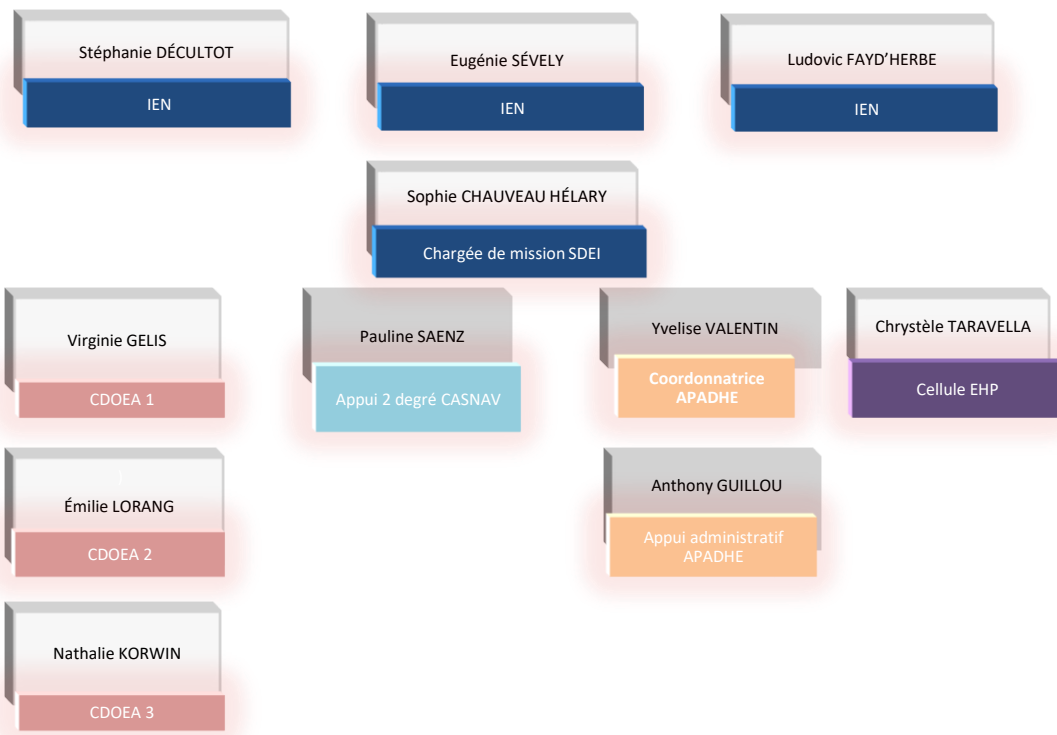 Stéphanie DÉCULTOT
IEN
Eugénie SÉVELY
IEN
Ludovic FAYD’HERBE
IEN
Sophie CHAUVEAU HÉLARY
Chargée de mission SDEI
Virginie GELIS
CDOEA 1
Pauline SAENZ
Appui 2 degré CASNAV
Yvelise VALENTIN
Coordonnatrice
APADHE
Chrystèle TARAVELLA
Cellule EHP
Émilie LORANG
CDOEA 2
Anthony GUILLOU
Appui administratif
APADHE
Nathalie KORWIN
CDOEA 3